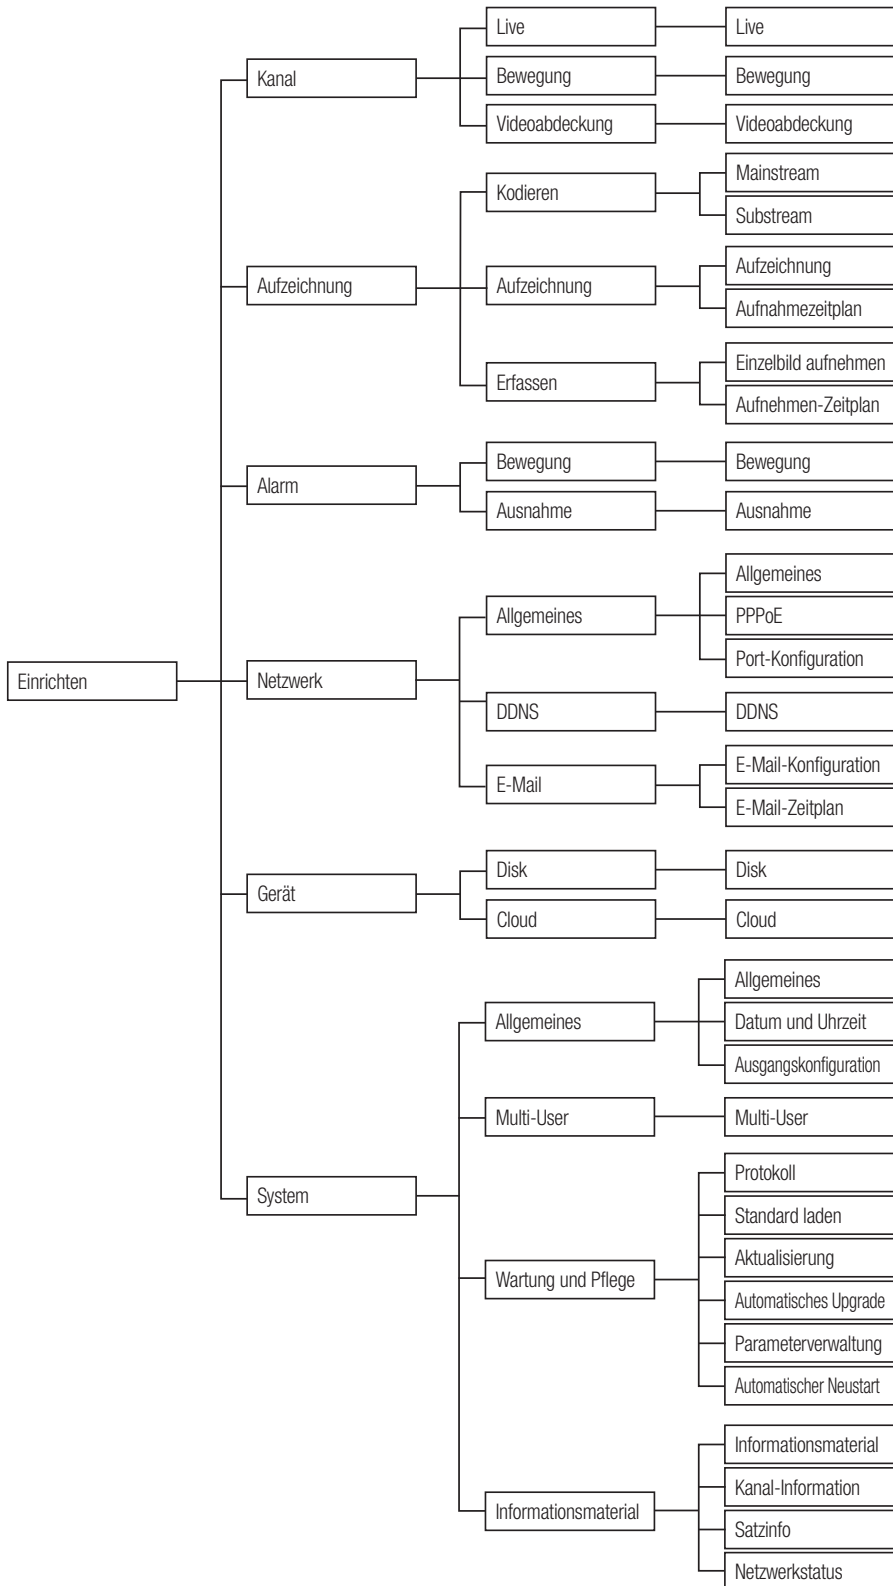 Einrichten
Kanal
Live
Live
Bewegung
Bewegung
Videoabdeckung
Videoabdeckung
Aufzeichnung
Kodieren
Mainstream
Substream
Aufzeichnung
Aufzeichnung
Aufnahmezeitplan
Erfassen
Einzelbild aufnehmen
Aufnehmen-Zeitplan
Alarm
Bewegung
Bewegung
Ausnahme
Ausnahme
Netzwerk
Allgemeines
Allgemeines
PPPoE
Port-Konfiguration
DDNS
DDNS
E-Mail
E-Mail-Konfiguration
E-Mail-Zeitplan
Gerät
Disk
Disk
Cloud
Cloud
System
Allgemeines
Allgemeines
Datum und Uhrzeit
Ausgangskonfiguration
Multi-User
Multi-User
Wartung und Pflege
Protokoll
Standard laden
Aktualisierung
Automatisches Upgrade
Parameterverwaltung
Automatischer Neustart
Informationsmaterial
Informationsmaterial
Kanal-Information
Satzinfo
Netzwerkstatus